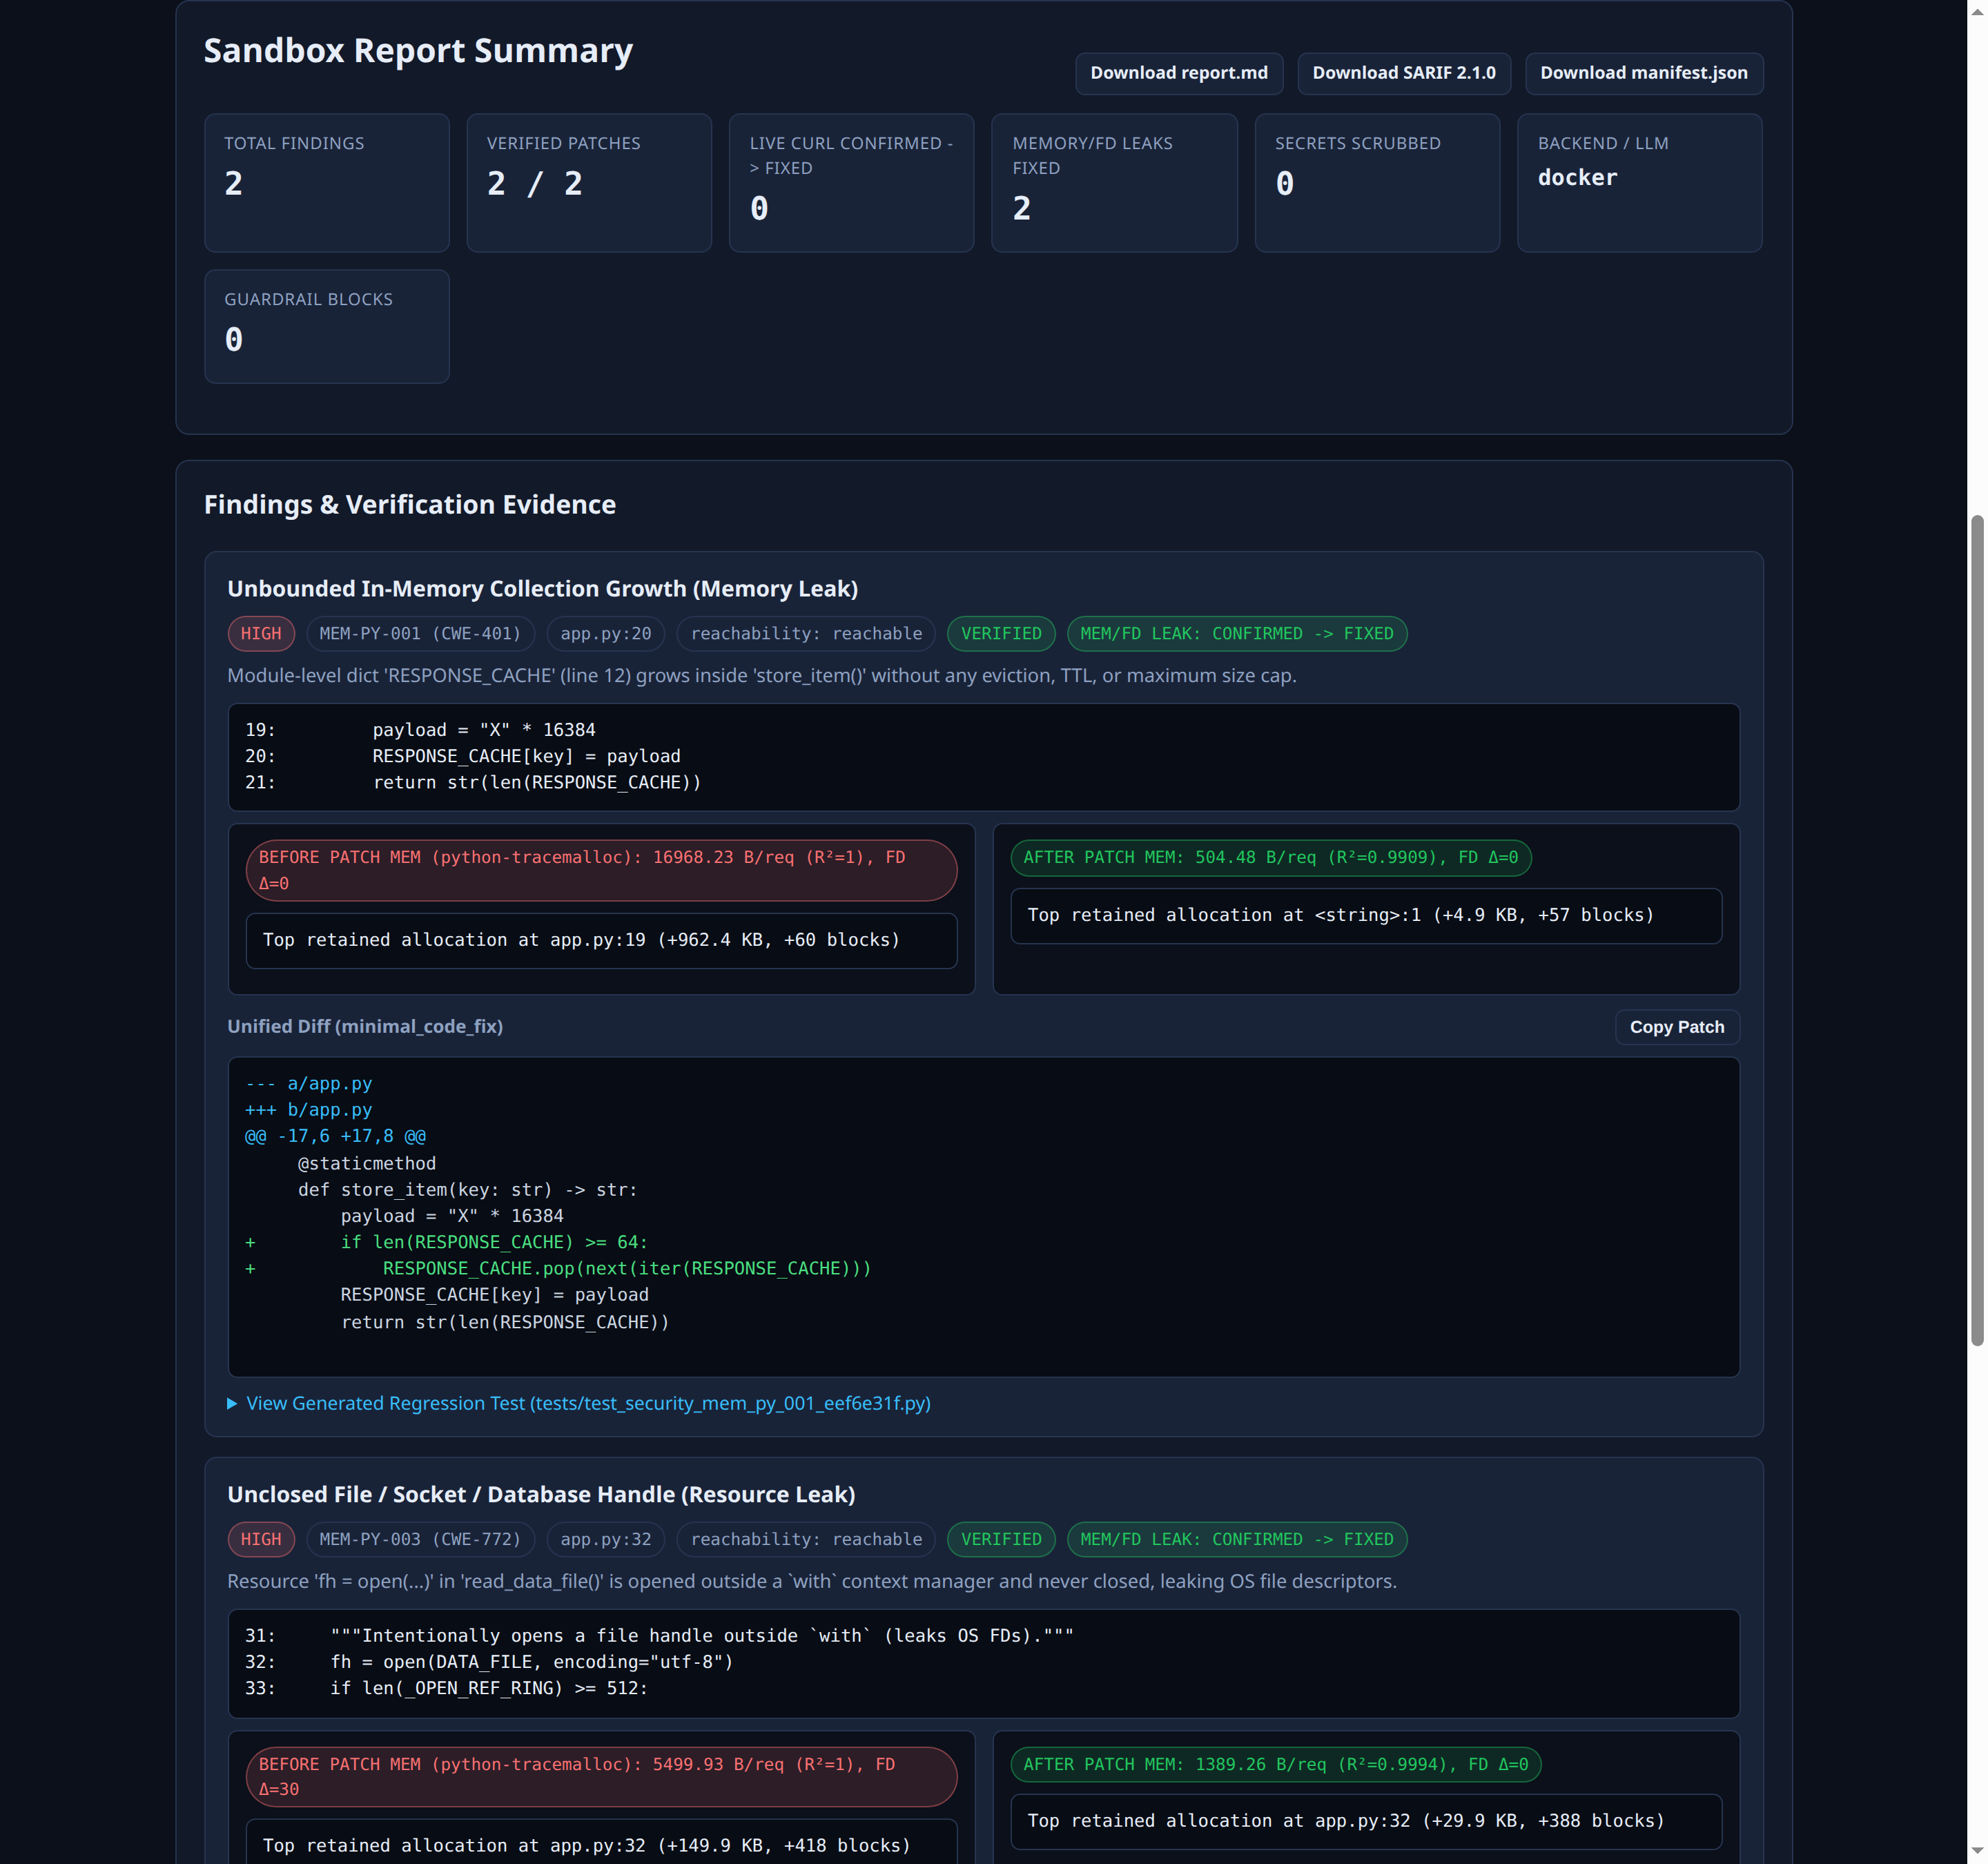 Sandbox Report Summary
Download report.md
Download SARIF 2.1.0
Download manifest.json
TOTAL FINDINGS
2
VERIFIED PATCHES
2 / 2
LIVE CURL CONFIRMED -
> FIXED
0
MEMORY/FD LEAKS
FIXED
2
SECRETS SCRUBBED
0
BACKEND / LLM
docker
GUARDRAIL BLOCKS
0
Findings & Verification Evidence
Unbounded In-Memory Collection Growth (Memory Leak)
HIGH MEM-PY-001 (CWE-401) app.py:20 reachability: reachable VERIFIED MEM/FD LEAK: CONFIRMED -> FIXED
Module-level dict 'RESPONSE_CACHE' (line 12) grows inside 'store_item()' without any eviction, TTL, or maximum size cap.
19:         payload = "X" * 16384
20:         RESPONSE_CACHE[key] = payload
21:         return str(len(RESPONSE_CACHE))
BEFORE PATCH MEM (python-tracemalloc): 16968.23 B/req (R²=1), FD
Δ=0
Top retained allocation at app.py:19 (+962.4 KB, +60 blocks)
AFTER PATCH MEM: 504.48 B/req (R²=0.9909), FD Δ=0
Top retained allocation at <string>:1 (+4.9 KB, +57 blocks)
Unified Diff (minimal_code_fix)
Copy Patch
--- a/app.py
+++ b/app.py
@@ -17,6 +17,8 @@
     @staticmethod
     def store_item(key: str) -> str:
         payload = "X" * 16384
+        if len(RESPONSE_CACHE) >= 64:
+            RESPONSE_CACHE.pop(next(iter(RESPONSE_CACHE)))
         RESPONSE_CACHE[key] = payload
         return str(len(RESPONSE_CACHE))
View Generated Regression Test (tests/test_security_mem_py_001_eef6e31f.py)
Unclosed File / Socket / Database Handle (Resource Leak)
HIGH MEM-PY-003 (CWE-772) app.py:32 reachability: reachable VERIFIED MEM/FD LEAK: CONFIRMED -> FIXED
Resource 'fh = open(...)' in 'read_data_file()' is opened outside a `with` context manager and never closed, leaking OS file descriptors.
31:     """Intentionally opens a file handle outside `with` (leaks OS FDs)."""
32:     fh = open(DATA_FILE, encoding="utf-8")
33:     if len(_OPEN_REF_RING) >= 512:
BEFORE PATCH MEM (python-tracemalloc): 5499.93 B/req (R²=1), FD
Δ=30
Top retained allocation at app.py:32 (+149.9 KB, +418 blocks)
AFTER PATCH MEM: 1389.26 B/req (R²=0.9994), FD Δ=0
Top retained allocation at app.py:32 (+29.9 KB, +388 blocks)